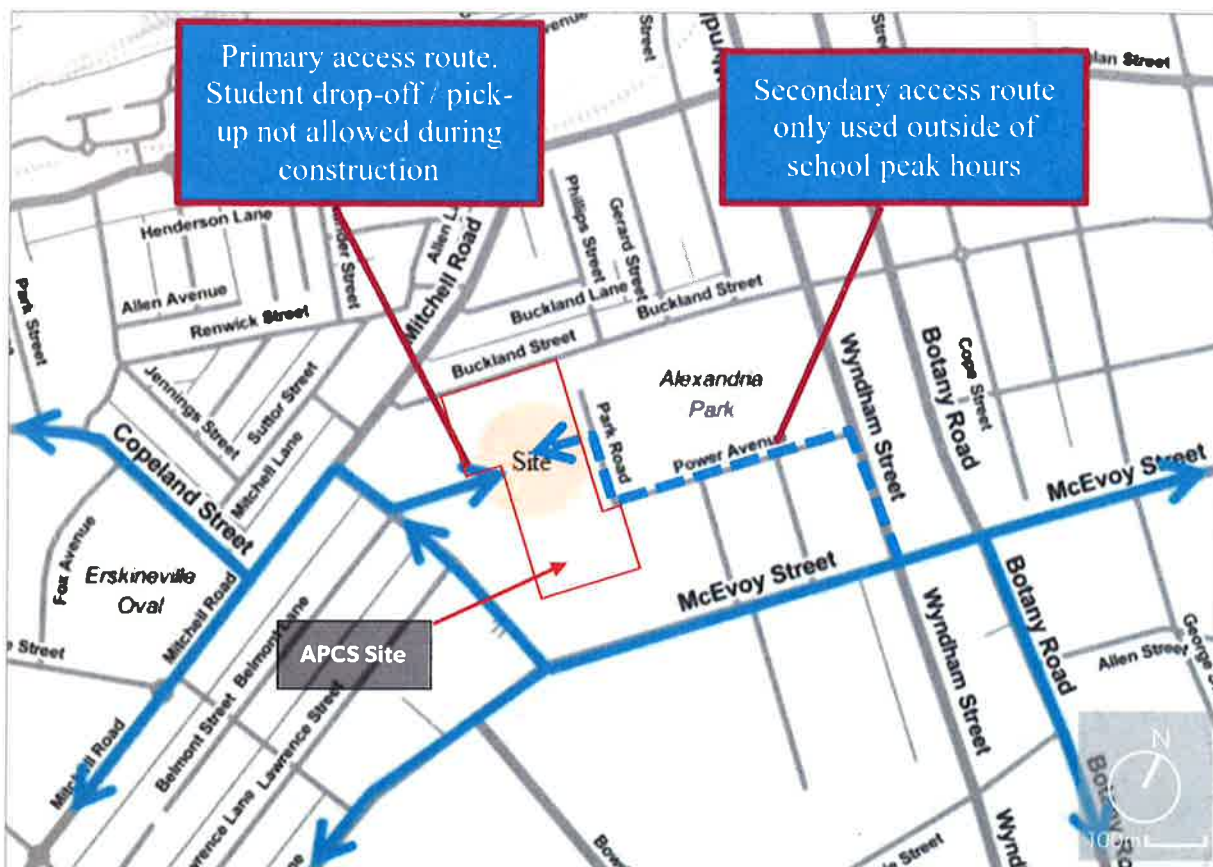 Primary access route.
Student drop-off / pick-
up not allowed during
construction
Secondary access route
only used outside of
school peak hours
Street
Street
Henderson Lane
Allen Avenue
Renwick Street
Park Street
Jennings Street
Suttor Street
Mitchell Lane
Mitchell Road
Phillips Street
Gerard Street
Buckland Lane
Buckland Street
Buckland Street
Alexandria
Park
Park Road
Power Avenue
Wyndham Street
Botany Road
Cope Street
McEvoy Street
Site
Copeland Street
Fox Avenue
Erskineville
Oval
Mitchell Road
Mitchell Road
Belmont Lane
Belmont Street
Lawrence Street
APCS Site
McEvoy Street
Wyndham Street
Botany Road
Allen Street
George
Street
N
100m